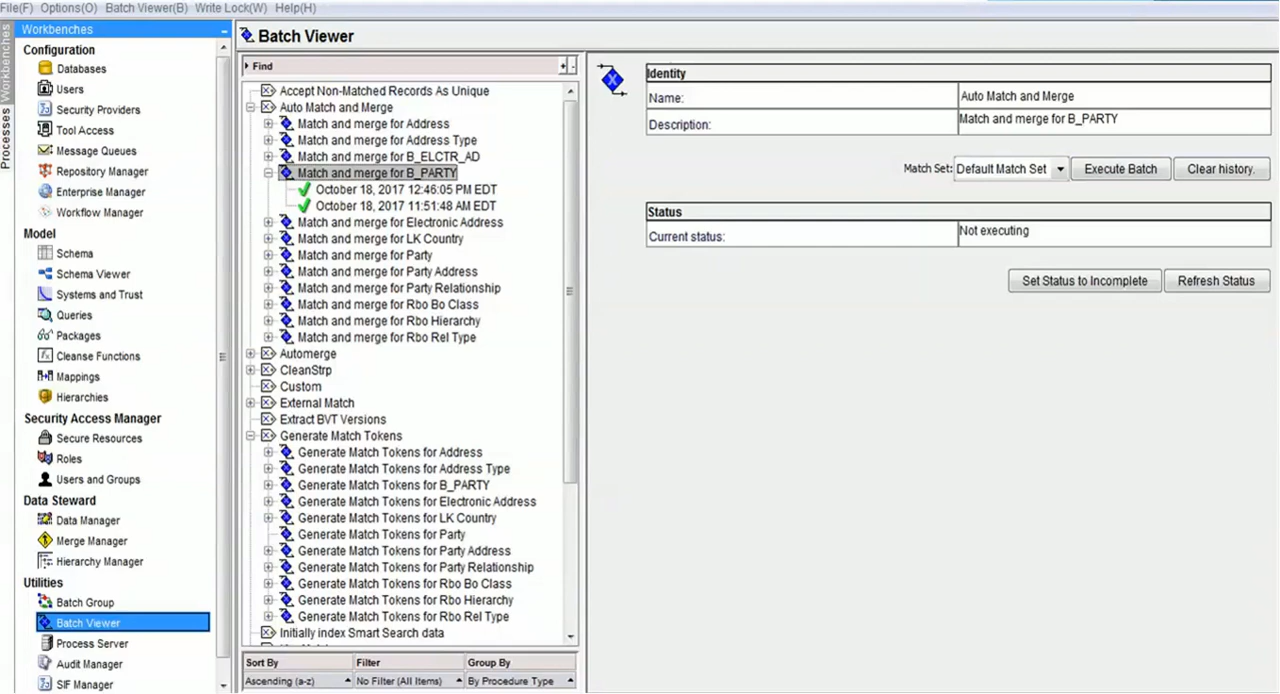 File(F) Options(O) Batch Viewer(B) Write Lock(W) Help(H)
Workbenches
Processes
Workbenches
Configuration
Databases
Users
Security Providers
Tool Access
Message Queues
Repository Manager
Enterprise Manager
Workflow Manager
Model
Schema
Schema Viewer
Systems and Trust
Queries
Packages
Cleanse Functions
Mappings
Hierarchies
Security Access Manager
Secure Resources
Roles
Users and Groups
Data Steward
Data Manager
Merge Manager
Hierarchy Manager
Utilities
Batch Group
Batch Viewer
Process Server
Audit Manager
SIF Manager
Batch Viewer
Find
Accept Non-Matched Records As Unique
Auto Match and Merge
Match and merge for Address
Match and merge for Address Type
Match and merge for B_ELCTR_AD
Match and merge for B_PARTY
October 18, 2017 12:46:05 PM EDT
October 18, 2017 11:51:48 AM EDT
Match and merge for Electronic Address
Match and merge for LK Country
Match and merge for Party
Match and merge for Party Address
Match and merge for Party Relationship
Match and merge for Rbo Bo Class
Match and merge for Rbo Hierarchy
Match and merge for Rbo Rel Type
Automerge
CleanStrp
Custom
External Match
Extract BVT Versions
Generate Match Tokens
Generate Match Tokens for Address
Generate Match Tokens for Address Type
Generate Match Tokens for B_PARTY
Generate Match Tokens for Electronic Address
Generate Match Tokens for LK Country
Generate Match Tokens for Party
Generate Match Tokens for Party Address
Generate Match Tokens for Party Relationship
Generate Match Tokens for Rbo Bo Class
Generate Match Tokens for Rbo Hierarchy
Generate Match Tokens for Rbo Rel Type
Initially index Smart Search data
Sort By Filter Group By
Ascending (a-z) No Filter (All Items) By Procedure Type
Identity
Name: Auto Match and Merge
Description: Match and merge for B_PARTY
Match Set: Default Match Set Execute Batch Clear history.
Status
Current status: Not executing
Set Status to Incomplete Refresh Status